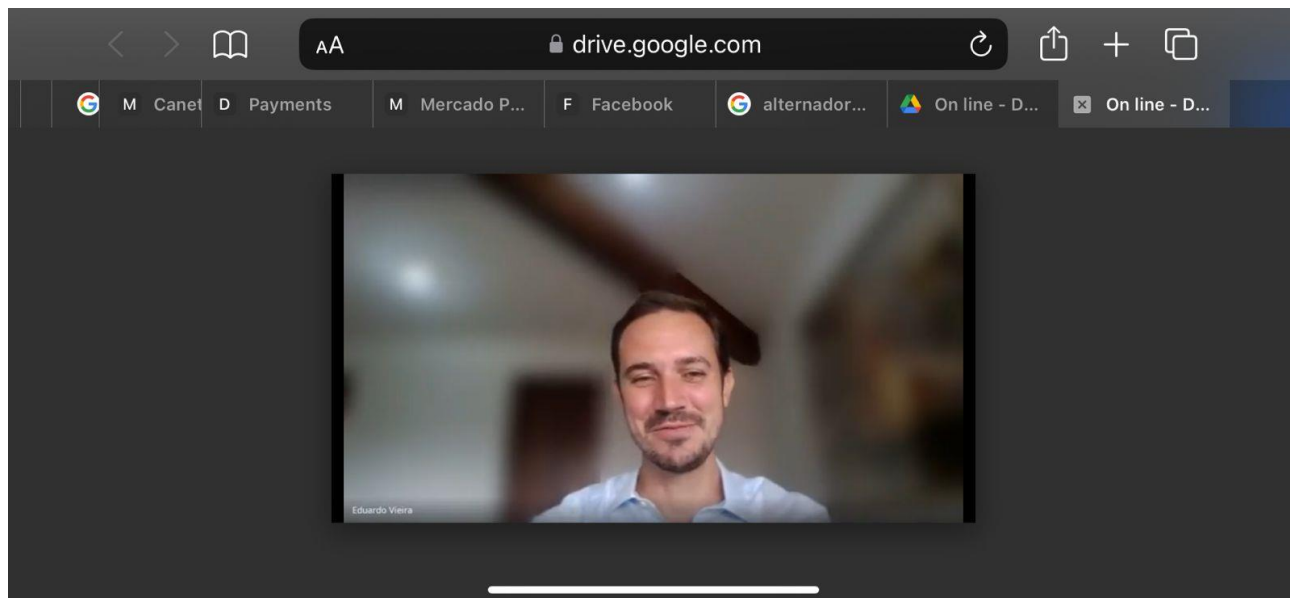 AA drive.google.com
M Canet D Payments M Mercado P... F Facebook alternador... On line - D... On line - D...
Eduardo Vieira